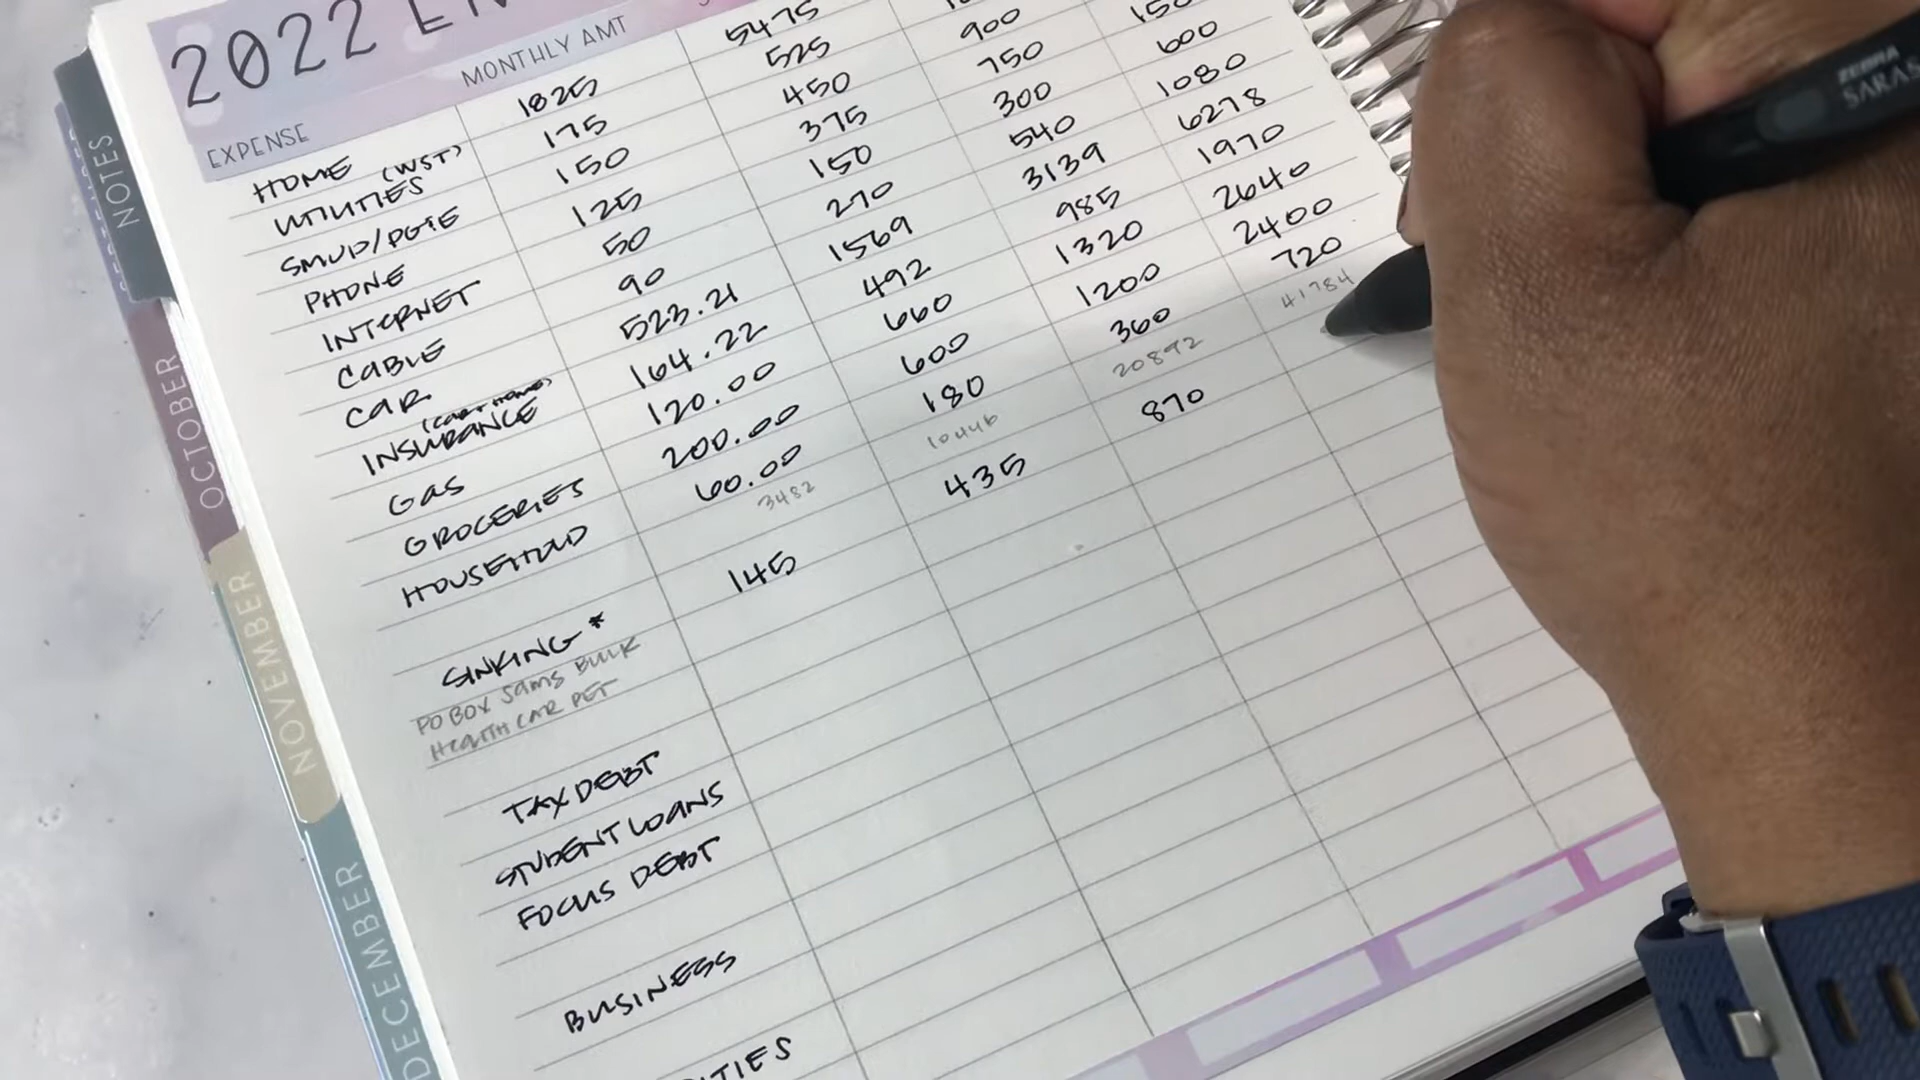 2022
EXPENSE MONTHLY AMT
HOME (WST) 1825 5475
UTILITIES 175 525 900
SMUD/PGIE 150 450 750 600
PHONE 125 375 300 1080
INTERNET 50 150 540 6278
CABLE 90 270 3139 1970
CAR 523.21 1569 985 2640
INSURANCE 164.22 492 1320 2400
GAS 120.00 660 1200 720
GROCERIES 200.00 600 360 41784
HOUSEHOLD 60.00 180 20892
3482 10446
SINKING * 145 435 870
PO BOX SAMS BULK
HEALTH CAR PET
TAX DEBT
STUDENT LOANS
FOCUS DEBT
BUSINESS
NOTES
OCTOBER
NOVEMBER
DECEMBER
ZEBRA